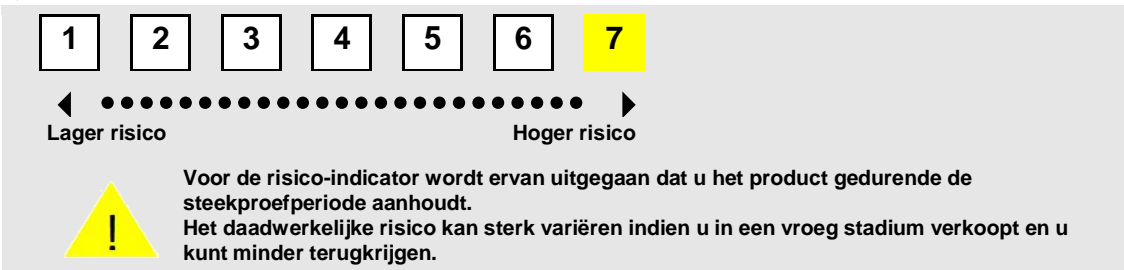 1 2 3 4 5 6 7
Lager risico Hoger risico
!
Voor de risico-indicator wordt ervan uitgegaan dat u het product gedurende de
steekproefperiode aanhoudt.
Het daadwerkelijke risico kan sterk variëren indien u in een vroeg stadium verkoopt en u
kunt minder terugkrijgen.